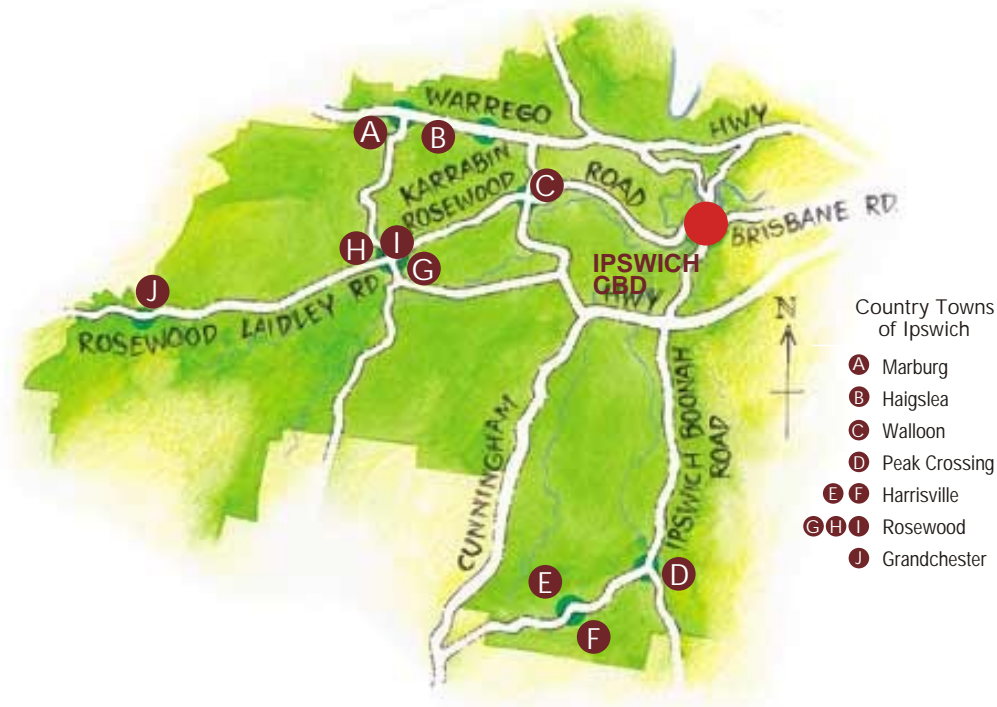 WARREGO
HWY
A
B
KARRABIN
ROSEWOOD
ROAD
C
BRISBANE RD.
H
I
G
IPSWICH
CBD
HWY
J
ROSEWOOD LAIDLEY RD
N
CUNNINGHAM
IPSWICH BOONAH
ROAD
E
D
F
Country Towns
of Ipswich
A Marburg
B Haigslea
C Walloon
D Peak Crossing
E F Harrisville
G H I Rosewood
J Grandchester